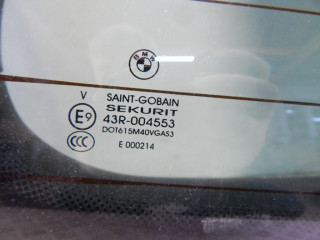 BMW
V SAINT-GOBAIN
SEKURIT
E9 43R-004553
DOT615M40VGAS3
CCC E 000214